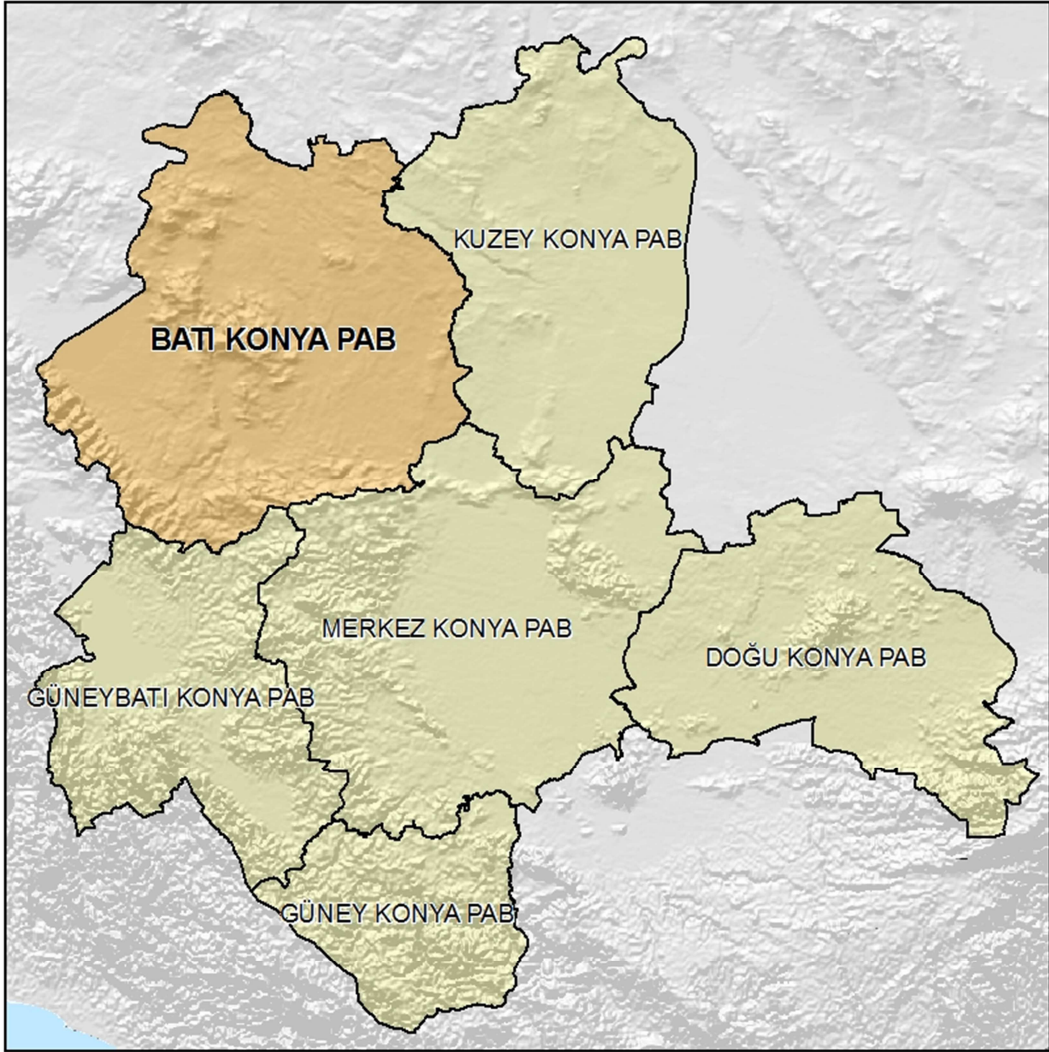 KUZEY KONYA PAB
BATI KONYA PAB
MERKEZ KONYA PAB
DOĞU KONYA PAB
GÜNEYBATI KONYA PAB
GÜNEY KONYA PAB